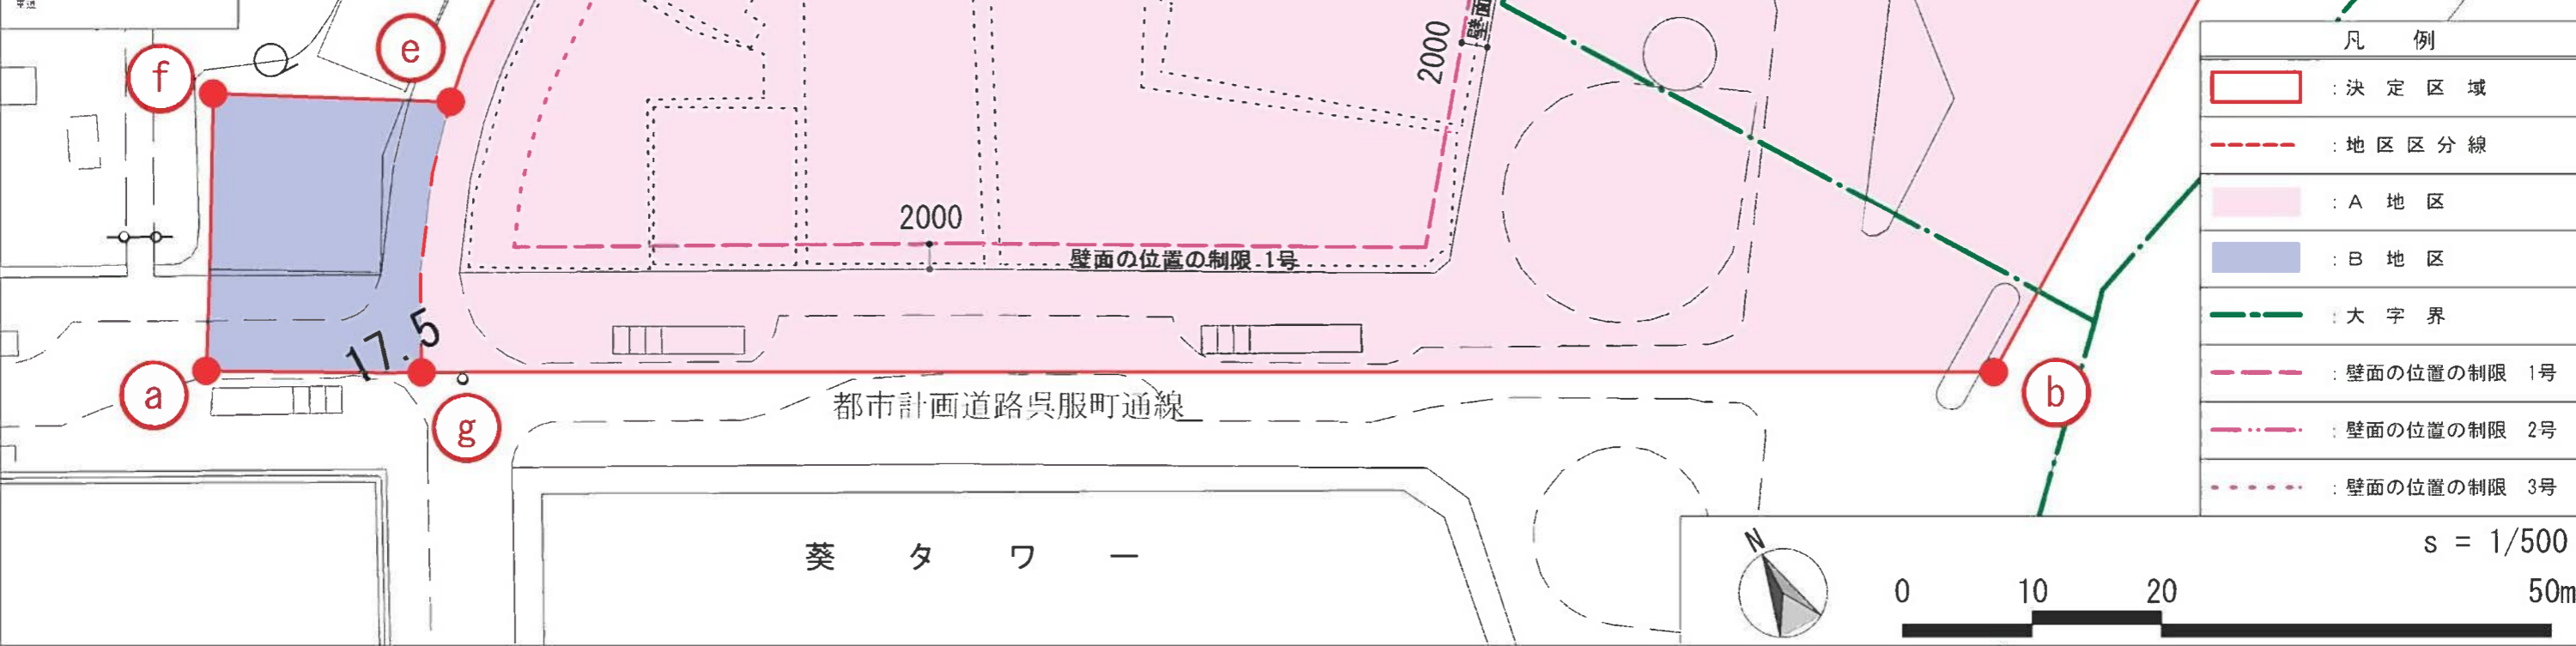 e
f
2000
壁面
凡 例
：決定区域
：地区区分線
：A 地 区
2000
：B 地 区
壁面の位置の制限 1号
：大字界
17.5
a
g
都市計画道路呉服町通線
b
：壁面の位置の制限 1号
：壁面の位置の制限 2号
：壁面の位置の制限 3号
葵タワー
N
s = 1/500
0 10 20 50m